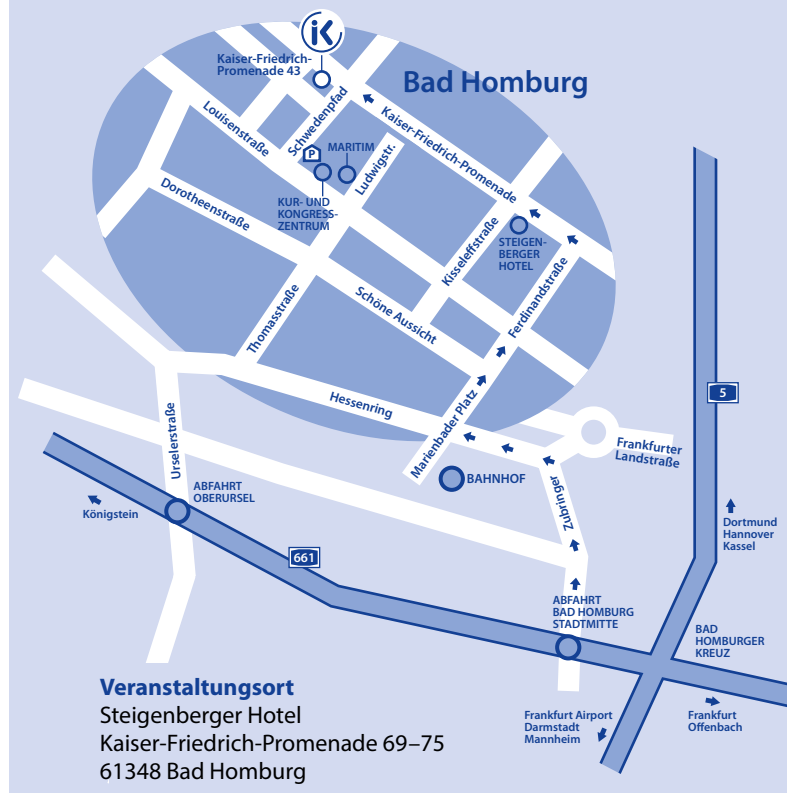 iK
Kaiser-Friedrich-
Promenade 43
Bad Homburg
Louisenstraße
Schwedenpfad
Kaiser-Friedrich-Promenade
P
MARITIM
Ludwigstr.
Dorotheenstraße
KUR- UND
KONGRESS-
ZENTRUM
Kisseleffstraße
STEIGEN-
BERGER
HOTEL
Ferdinandstraße
Thomasstraße
Schöne Aussicht
Hessenring
Marienbader Platz
5
Urselerstraße
Frankfurter
Landstraße
BAHNHOF
ABFAHRT
OBERURSEL
Königstein
Zubringer
Dortmund
Hannover
Kassel
661
ABFAHRT
BAD HOMBURG
STADTMITTE
BAD
HOMBURGER
KREUZ
Frankfurt Airport
Darmstadt
Mannheim
Frankfurt
Offenbach
Veranstaltungsort
Steigenberger Hotel
Kaiser-Friedrich-Promenade 69–75
61348 Bad Homburg